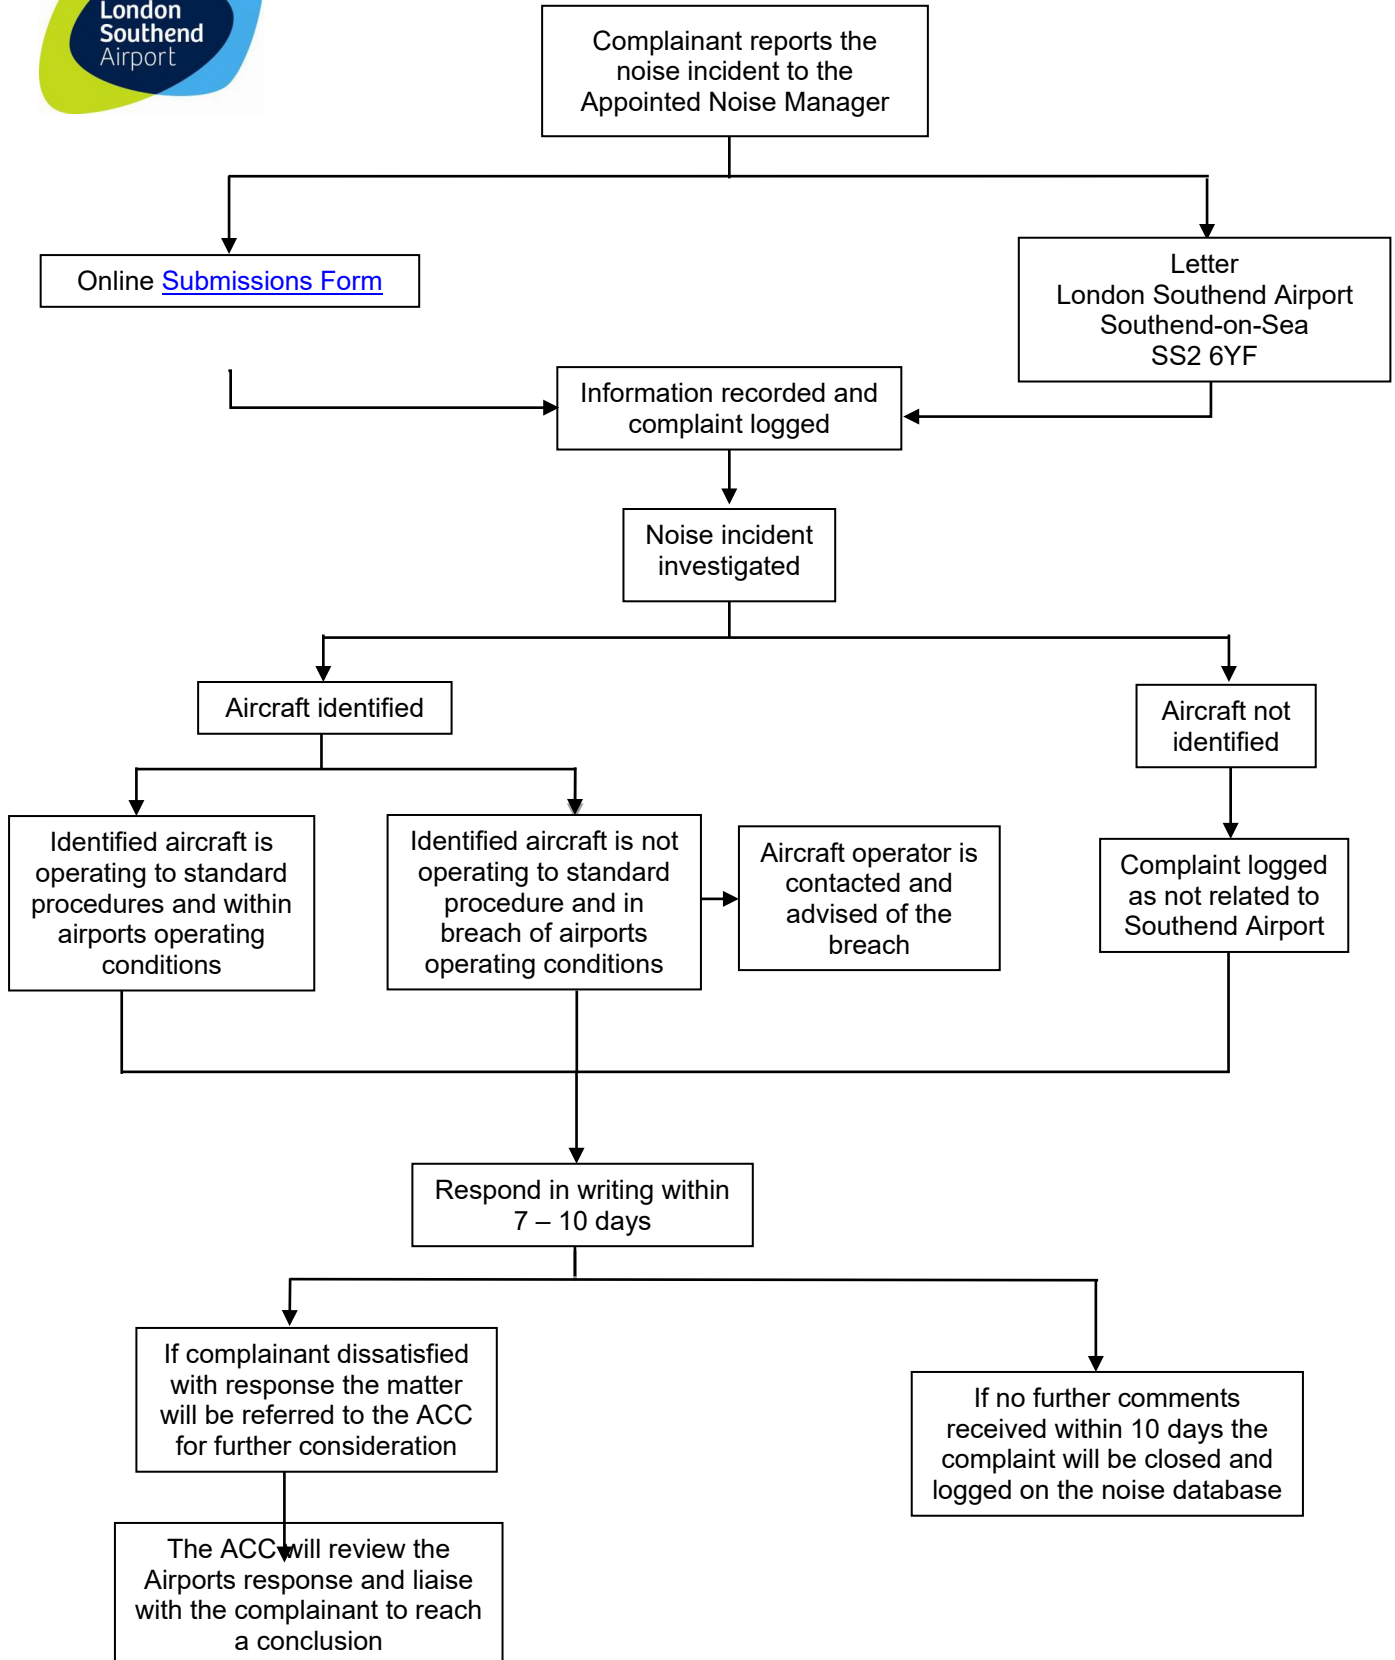 London
Southend
Airport
Complainant reports the
noise incident to the
Appointed Noise Manager
Online Submissions Form
Letter
London Southend Airport
Southend-on-Sea
SS2 6YF
Information recorded and
complaint logged
Noise incident
investigated
Aircraft identified
Aircraft not
identified
Identified aircraft is
operating to standard
procedures and within
airports operating
conditions
Identified aircraft is not
operating to standard
procedure and in
breach of airports
operating conditions
Aircraft operator is
contacted and
advised of the
breach
Complaint logged
as not related to
Southend Airport
Respond in writing within
7 – 10 days
If complainant dissatisfied
with response the matter
will be referred to the ACC
for further consideration
If no further comments
received within 10 days the
complaint will be closed and
logged on the noise database
The ACC will review the
Airports response and liaise
with the complainant to reach
a conclusion